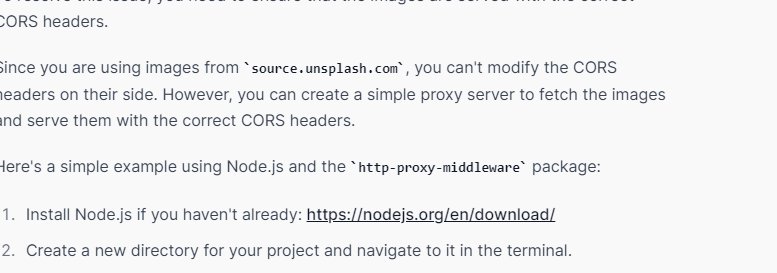 CORS headers.
Since you are using images from `source.unsplash.com`, you can't modify the CORS
headers on their side. However, you can create a simple proxy server to fetch the images
and serve them with the correct CORS headers.
Here's a simple example using Node.js and the `http-proxy-middleware` package:
1. Install Node.js if you haven't already: https://nodejs.org/en/download/
2. Create a new directory for your project and navigate to it in the terminal.